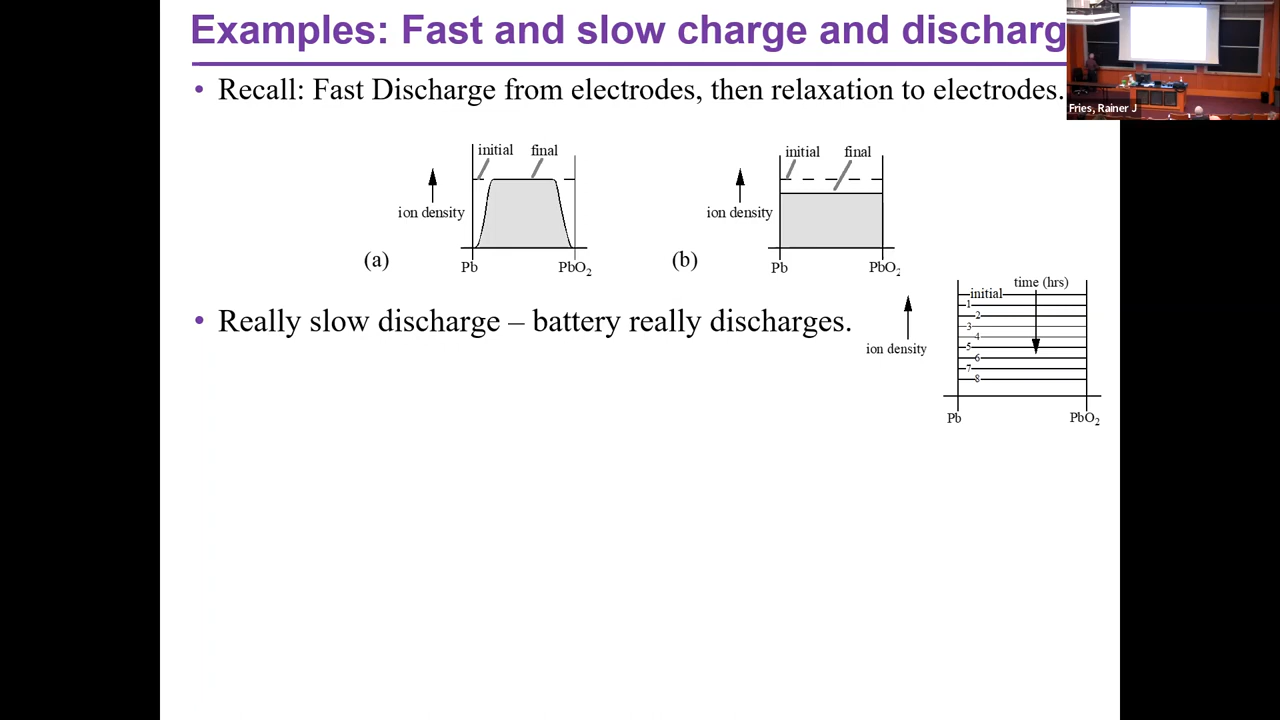 Examples: Fast and slow charge and discharg
Fries, Rainer J
• Recall: Fast Discharge from electrodes, then relaxation to electrodes.
initial final
ion density
(a)
Pb PbO₂
initial final
ion density
(b)
Pb PbO₂
• Really slow discharge – battery really discharges.
time (hrs)
initial
1
2
3
4
5
6
7
8
ion density
Pb PbO₂